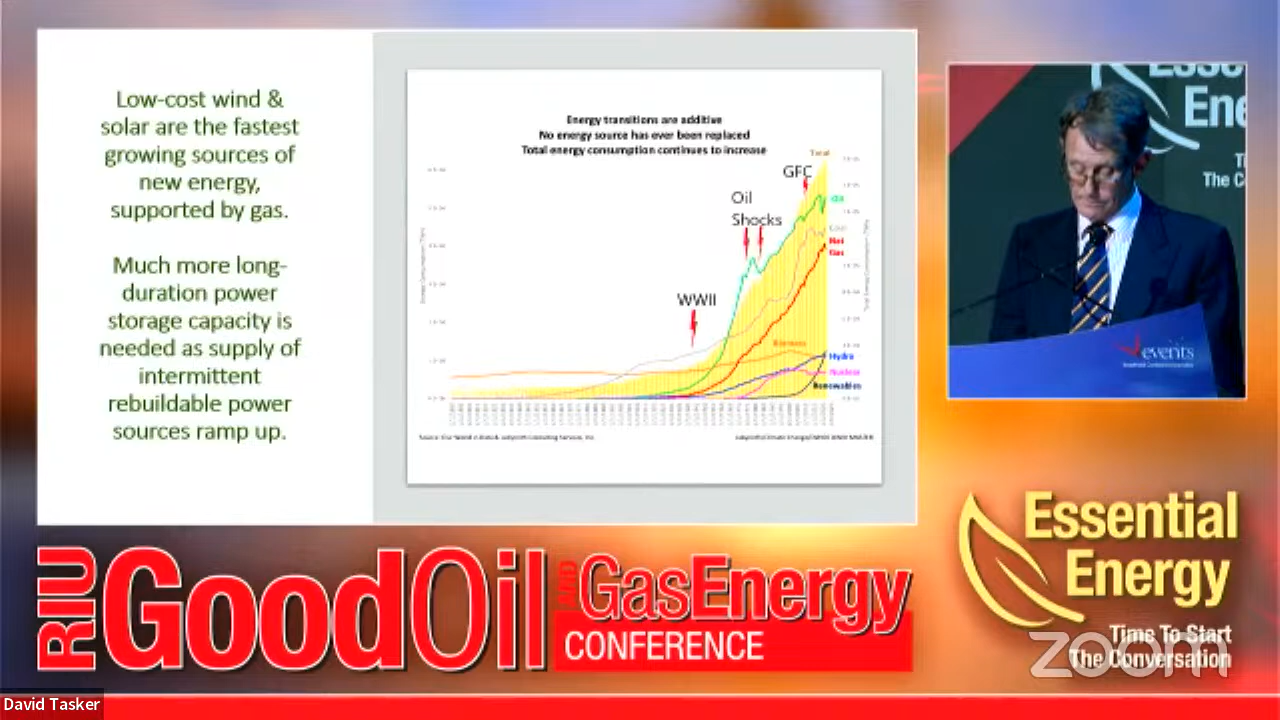 Low-cost wind &
solar are the fastest
growing sources of
new energy,
supported by gas.
Much more long-
duration power
storage capacity is
needed as supply of
intermittent
rebuildable power
sources ramp up.
Energy transitions are additive
No energy source has ever been replaced
Total energy consumption continues to increase
Total
GFC
Oil
Oil
Shocks
Coal
Nat
Gas
WWII
Biomass
Hydro
Nuclear
Renewables
Ene
The C
events
RIU GoodOil AND GasEnergy
CONFERENCE
Essential
Energy
Time To Start
The Conversation
zoom
David Tasker